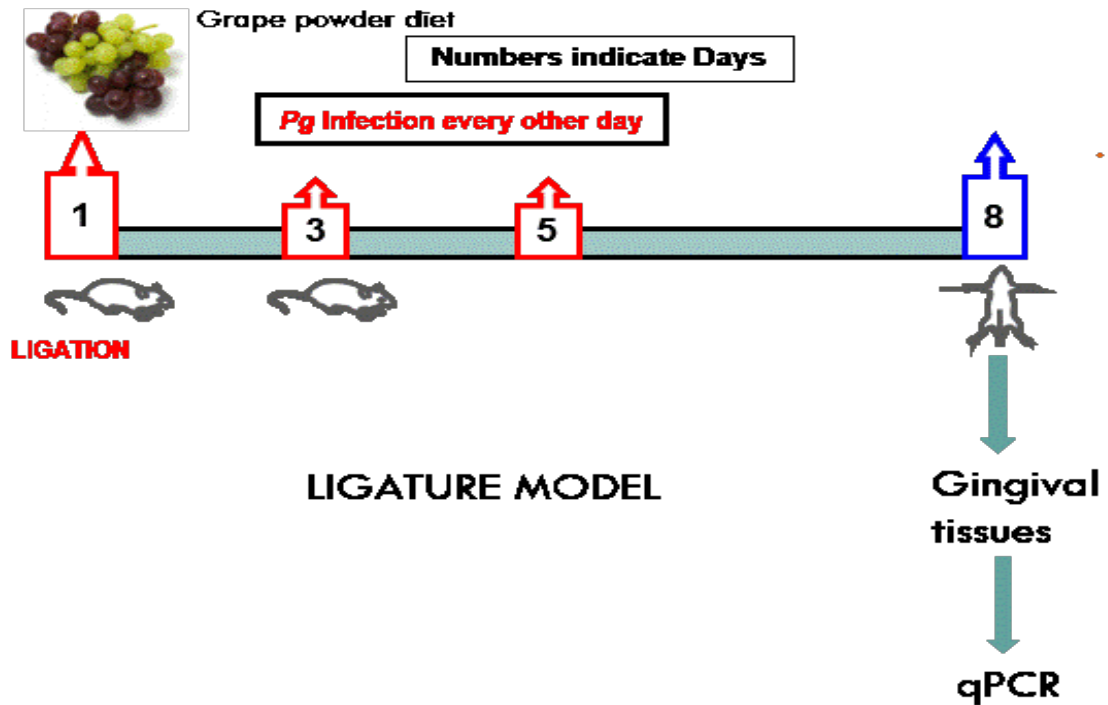 Grape powder diet
Numbers indicate Days
Pg Infection every other day
1
3
5
8
LIGATION
LIGATURE MODEL
Gingival
tissues
qPCR